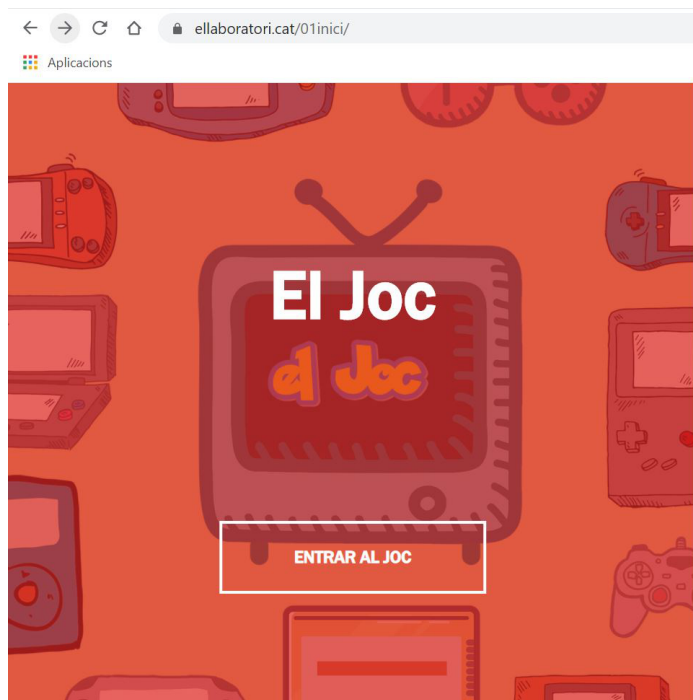 ellaboratori.cat/01inici/
Aplicacions
El Joc
el Joc
ENTRAR AL JOC